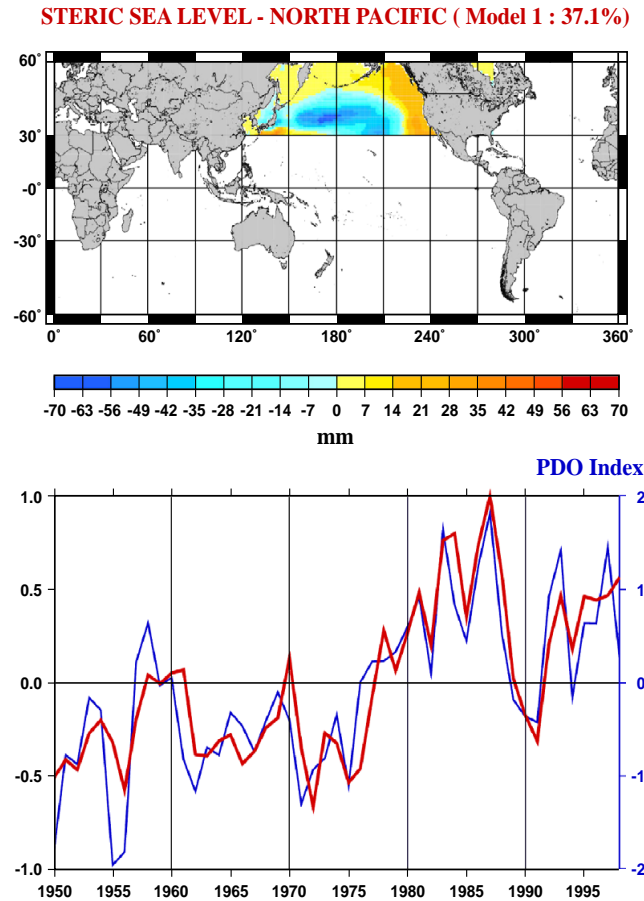 STERIC SEA LEVEL - NORTH PACIFIC ( Model 1 : 37.1%)
60˚
30˚
-0˚
-30˚
-60˚
0˚ 60˚ 120˚ 180˚ 240˚ 300˚ 360˚
-70 -63 -56 -49 -42 -35 -28 -21 -14 -7 0 7 14 21 28 35 42 49 56 63 70
mm
PDO Index
1.0 2
0.5 1
0.0 0
-0.5 -1
-1.0 -2
1950 1955 1960 1965 1970 1975 1980 1985 1990 1995